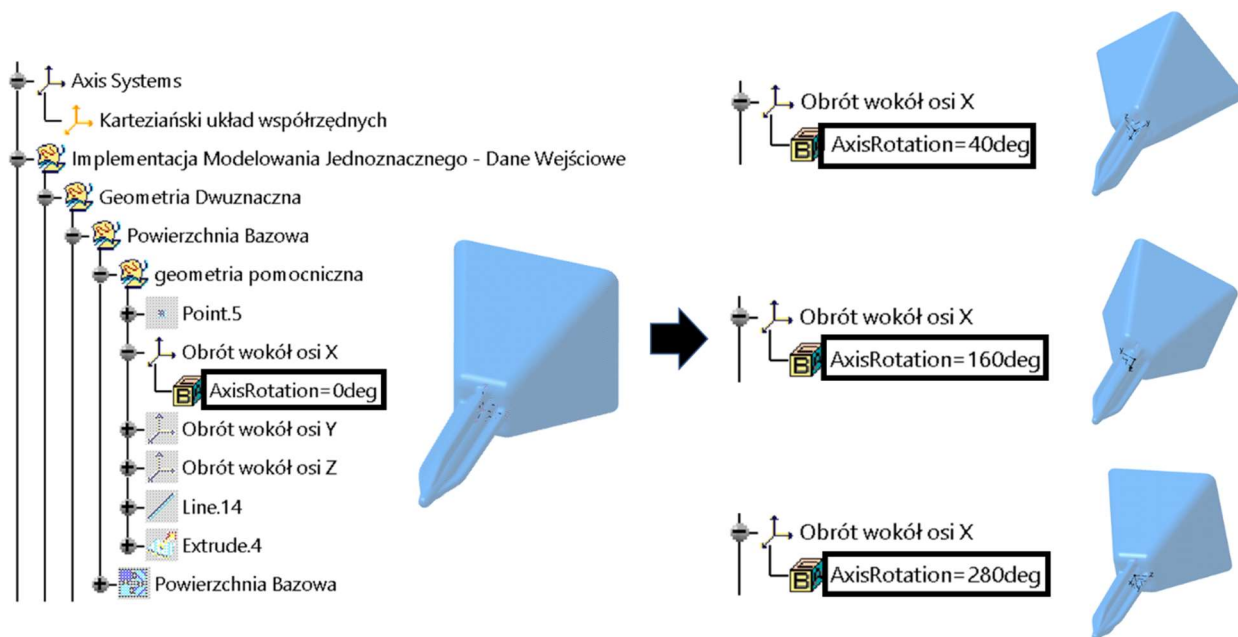 Axis Systems
Karteziański układ współrzędnych
Implementacja Modelowania Jednoznacznego - Dane Wejściowe
Geometria Dwuznaczna
Powierzchnia Bazowa
geometria pomocniczna
Point.5
Obrót wokół osi X
AxisRotation=0deg
Obrót wokół osi Y
Obrót wokół osi Z
Line.14
Extrude.4
Powierzchnia Bazowa
Obrót wokół osi X
AxisRotation=40deg
Obrót wokół osi X
AxisRotation=160deg
Obrót wokół osi X
AxisRotation=280deg